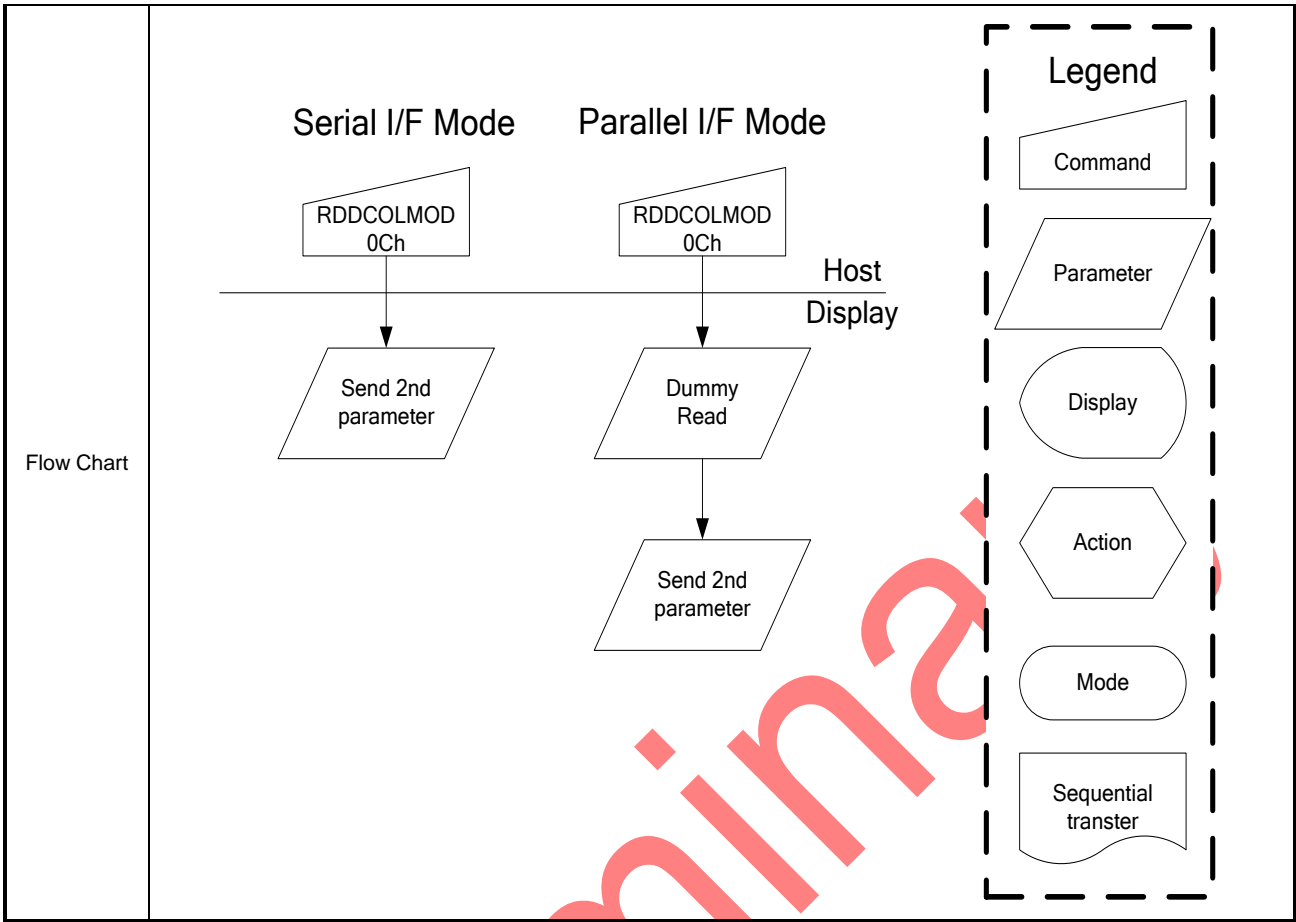 Flow Chart
Serial I/F Mode
RDDCOLMOD
0Ch
Send 2nd
parameter
Parallel I/F Mode
RDDCOLMOD
0Ch
Host
Display
Dummy
Read
Send 2nd
parameter
Legend
Command
Parameter
Display
Action
Mode
Sequential
transter